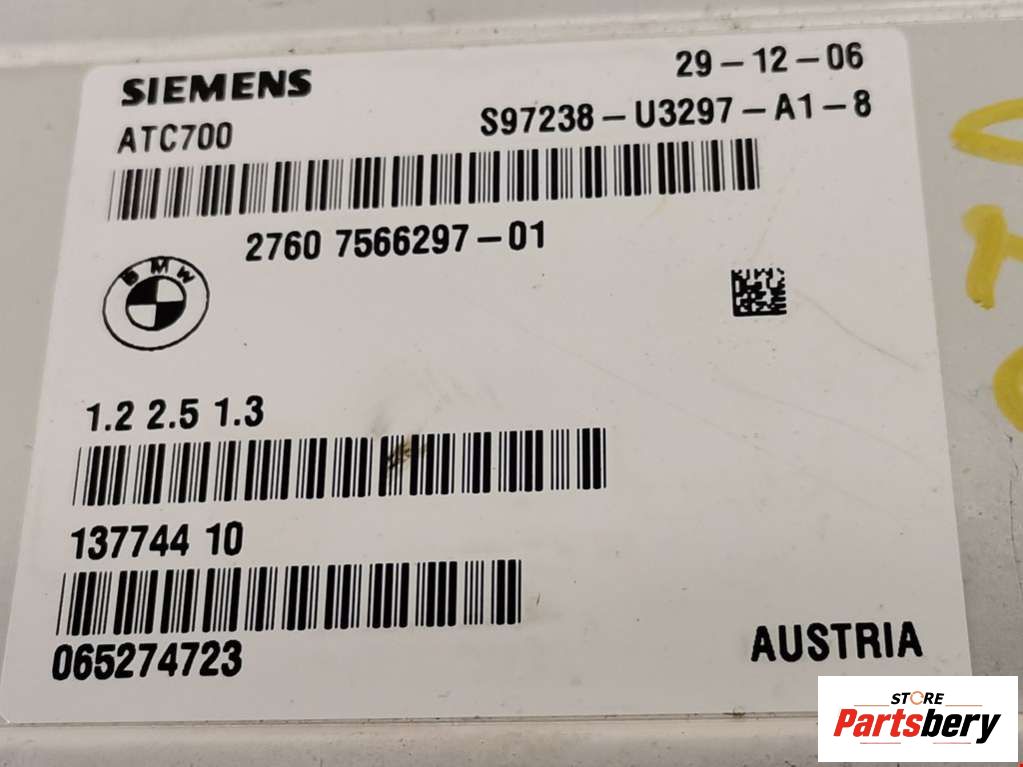 SIEMENS 29-12-06
ATC700 S97238-U3297-A1-8
2760 7566297-01
BMW
1.2 2.5 1.3
137744 10
065274723
AUSTRIA
STORE
Partsbery